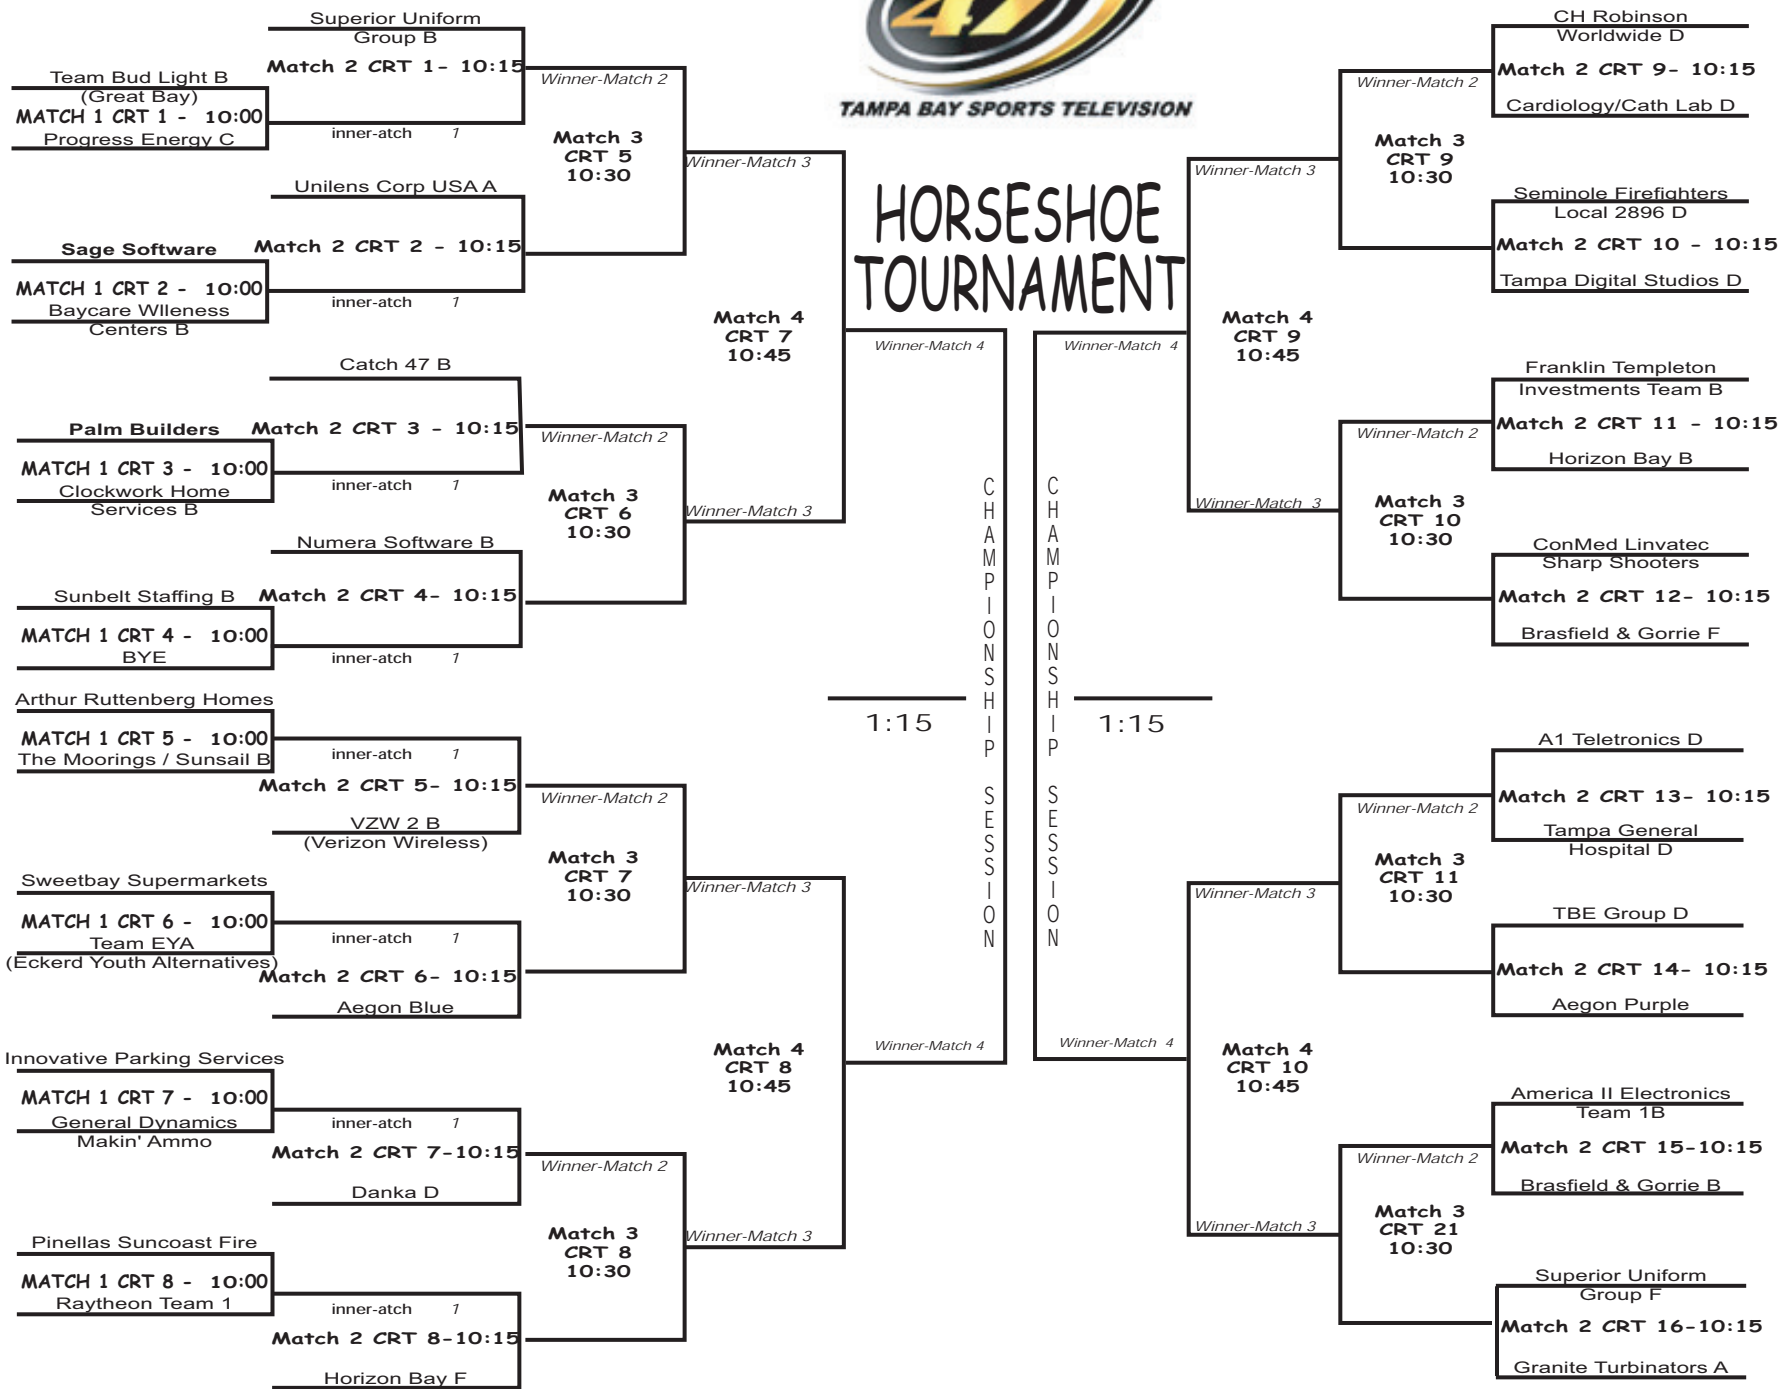 47
TAMPA BAY SPORTS TELEVISION
HORSESHOE
TOURNAMENT
Superior Uniform
Group B
Match 2 CRT 1- 10:15
Team Bud Light B
(Great Bay)
MATCH 1 CRT 1 - 10:00
Progress Energy C
inner-atch 1
Winner-Match 2
Match 3
CRT 5
10:30
Winner-Match 3
Unilens Corp USA A
Sage Software
Match 2 CRT 2 - 10:15
MATCH 1 CRT 2 - 10:00
Baycare Wlleness
Centers B
inner-atch 1
Match 4
CRT 7
10:45
Winner-Match 4
Catch 47 B
Palm Builders
Match 2 CRT 3 - 10:15
MATCH 1 CRT 3 - 10:00
Clockwork Home
Services B
inner-atch 1
Winner-Match 2
Match 3
CRT 6
10:30
Winner-Match 3
Numera Software B
Sunbelt Staffing B
Match 2 CRT 4- 10:15
MATCH 1 CRT 4 - 10:00
BYE
inner-atch 1
Arthur Ruttenberg Homes
MATCH 1 CRT 5 - 10:00
The Moorings / Sunsail B
inner-atch 1
Match 2 CRT 5- 10:15
VZW 2 B
(Verizon Wireless)
Winner-Match 2
Match 3
CRT 7
10:30
Winner-Match 3
Sweetbay Supermarkets
MATCH 1 CRT 6 - 10:00
Team EYA
(Eckerd Youth Alternatives)
inner-atch 1
Match 2 CRT 6- 10:15
Aegon Blue
Match 4
CRT 8
10:45
Winner-Match 4
Innovative Parking Services
MATCH 1 CRT 7 - 10:00
General Dynamics
Makin' Ammo
inner-atch 1
Match 2 CRT 7-10:15
Danka D
Winner-Match 2
Match 3
CRT 8
10:30
Winner-Match 3
Pinellas Suncoast Fire
MATCH 1 CRT 8 - 10:00
Raytheon Team 1
inner-atch 1
Match 2 CRT 8-10:15
Horizon Bay F
1:15
CHAMPIONSHIP SESSION
CHAMPIONSHIP SESSION
1:15
CH Robinson
Worldwide D
Match 2 CRT 9- 10:15
Cardiology/Cath Lab D
Winner-Match 2
Match 3
CRT 9
10:30
Winner-Match 3
Seminole Firefighters
Local 2896 D
Match 2 CRT 10 - 10:15
Tampa Digital Studios D
Match 4
CRT 9
10:45
Winner-Match 4
Franklin Templeton
Investments Team B
Match 2 CRT 11 - 10:15
Horizon Bay B
Winner-Match 2
Match 3
CRT 10
10:30
Winner-Match 3
ConMed Linvatec
Sharp Shooters
Match 2 CRT 12- 10:15
Brasfield & Gorrie F
A1 Teletronics D
Match 2 CRT 13- 10:15
Tampa General
Hospital D
Winner-Match 2
Match 3
CRT 11
10:30
Winner-Match 3
TBE Group D
Match 2 CRT 14- 10:15
Aegon Purple
Match 4
CRT 10
10:45
Winner-Match 4
America II Electronics
Team 1B
Match 2 CRT 15-10:15
Brasfield & Gorrie B
Winner-Match 2
Match 3
CRT 21
10:30
Winner-Match 3
Superior Uniform
Group F
Match 2 CRT 16-10:15
Granite Turbinators A